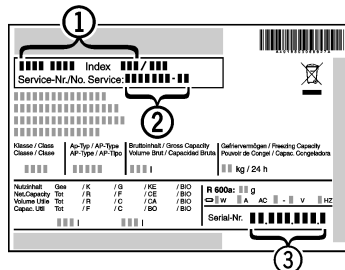 1
Index /
Service-Nr./No. Service: -
2
Klasse / Class
Classe / Clase
Ap-Typ / AP-Type
AP-Type / AP-Tipo
Bruttoinhalt / Gross Capacity
Volume Brut / Capacidad Bruta
Gefriervermögen / Freezing Capacity
Pouvoir de Congel / Capac. Congeladora
l
kg / 24 h
Nutzinhalt Ges / K / G / KE / BIO
Net.Capacity Tot / R / F / CE / BIO
Volume Utile Tot / R / C / CA / BIO
Capac. Util Tot / F / C / BO / BIO
l l
R 600a: g
W A AC - V HZ
Serial-Nr. . .
3